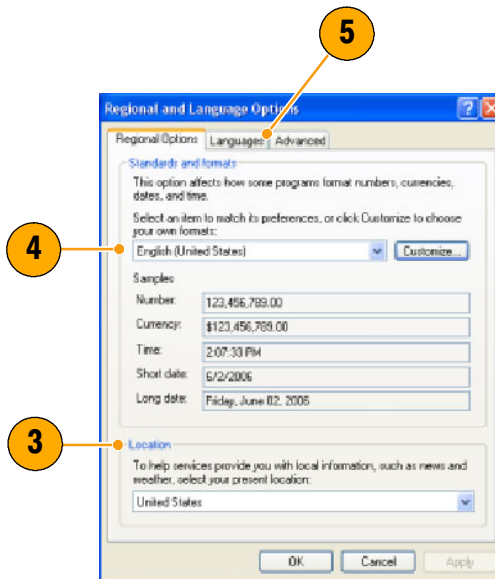 5
Regional and Language Options
Regional Options Languages Advanced
Standards and formats
This option affects how some programs format numbers, currencies,
dates, and time.
Select an item to match its preferences, or click Customize to choose
your own formats:
4
English (United States) Customize...
Samples
Number: 123,456,789.00
Currency: $123,456,789.00
Time: 2:07:33 PM
Short date: 6/2/2006
Long date: Friday, June 02, 2006
3
Location
To help services provide you with local information, such as news and
weather, select your present location:
United States
OK Cancel Apply